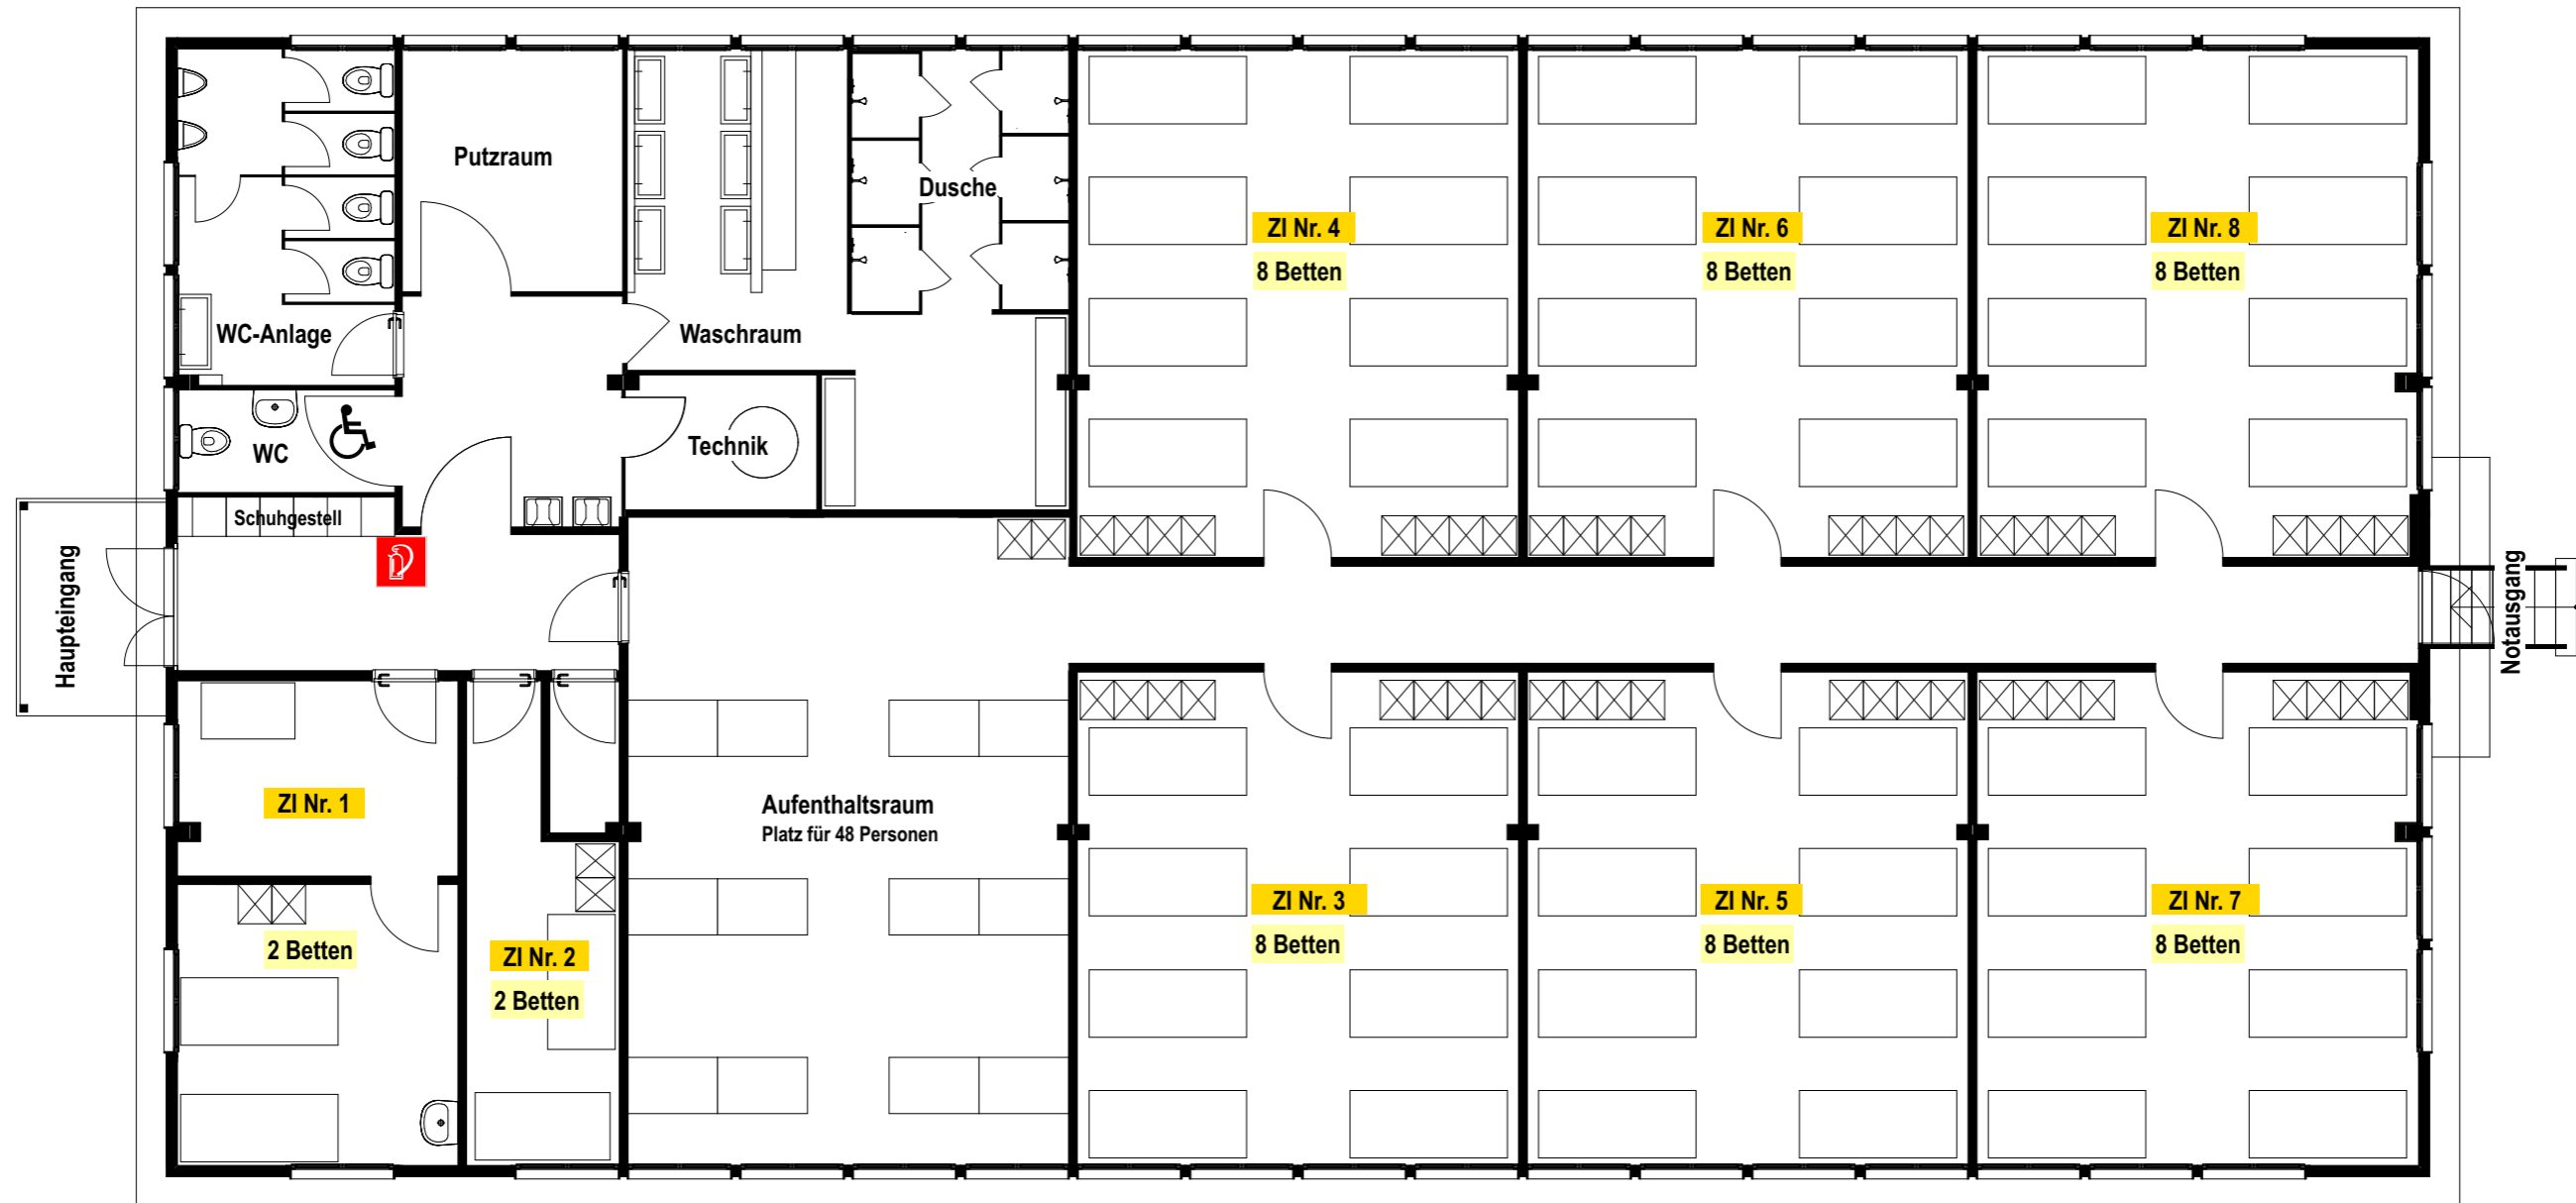 Putzraum
Dusche
ZI Nr. 4
8 Betten
ZI Nr. 6
8 Betten
ZI Nr. 8
8 Betten
WC-Anlage
Waschraum
WC
Technik
Schuhgestell
Haupteingang
Notausgang
ZI Nr. 1
2 Betten
ZI Nr. 2
2 Betten
Aufenthaltsraum
Platz für 48 Personen
ZI Nr. 3
8 Betten
ZI Nr. 5
8 Betten
ZI Nr. 7
8 Betten